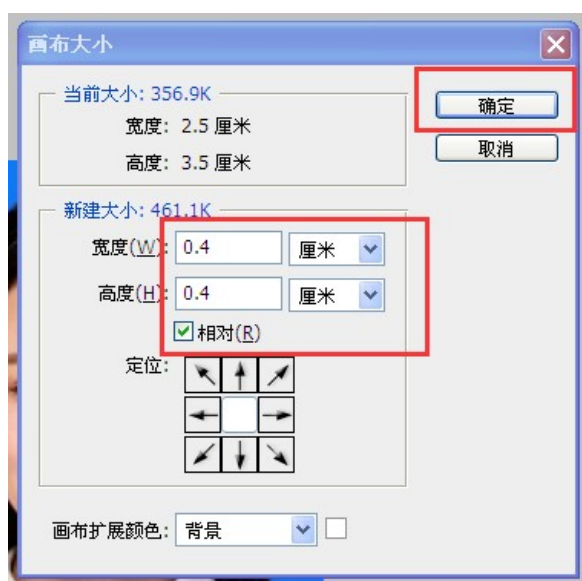 画布大小
当前大小: 356.9K
确定
宽度: 2.5 厘米
取消
高度: 3.5 厘米
新建大小: 461.1K
宽度(W): 0.4 厘米
高度(H): 0.4 厘米
相对(R)
定位:
画布扩展颜色: 背景